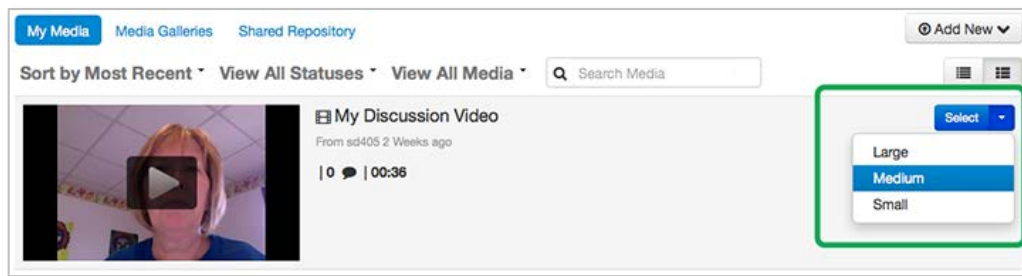 My Media Media Galleries Shared Repository Add New
Sort by Most Recent View All Statuses View All Media Search Media
My Discussion Video Select
From sd405 2 Weeks ago
| 0 | 00:36
Large
Medium
Small